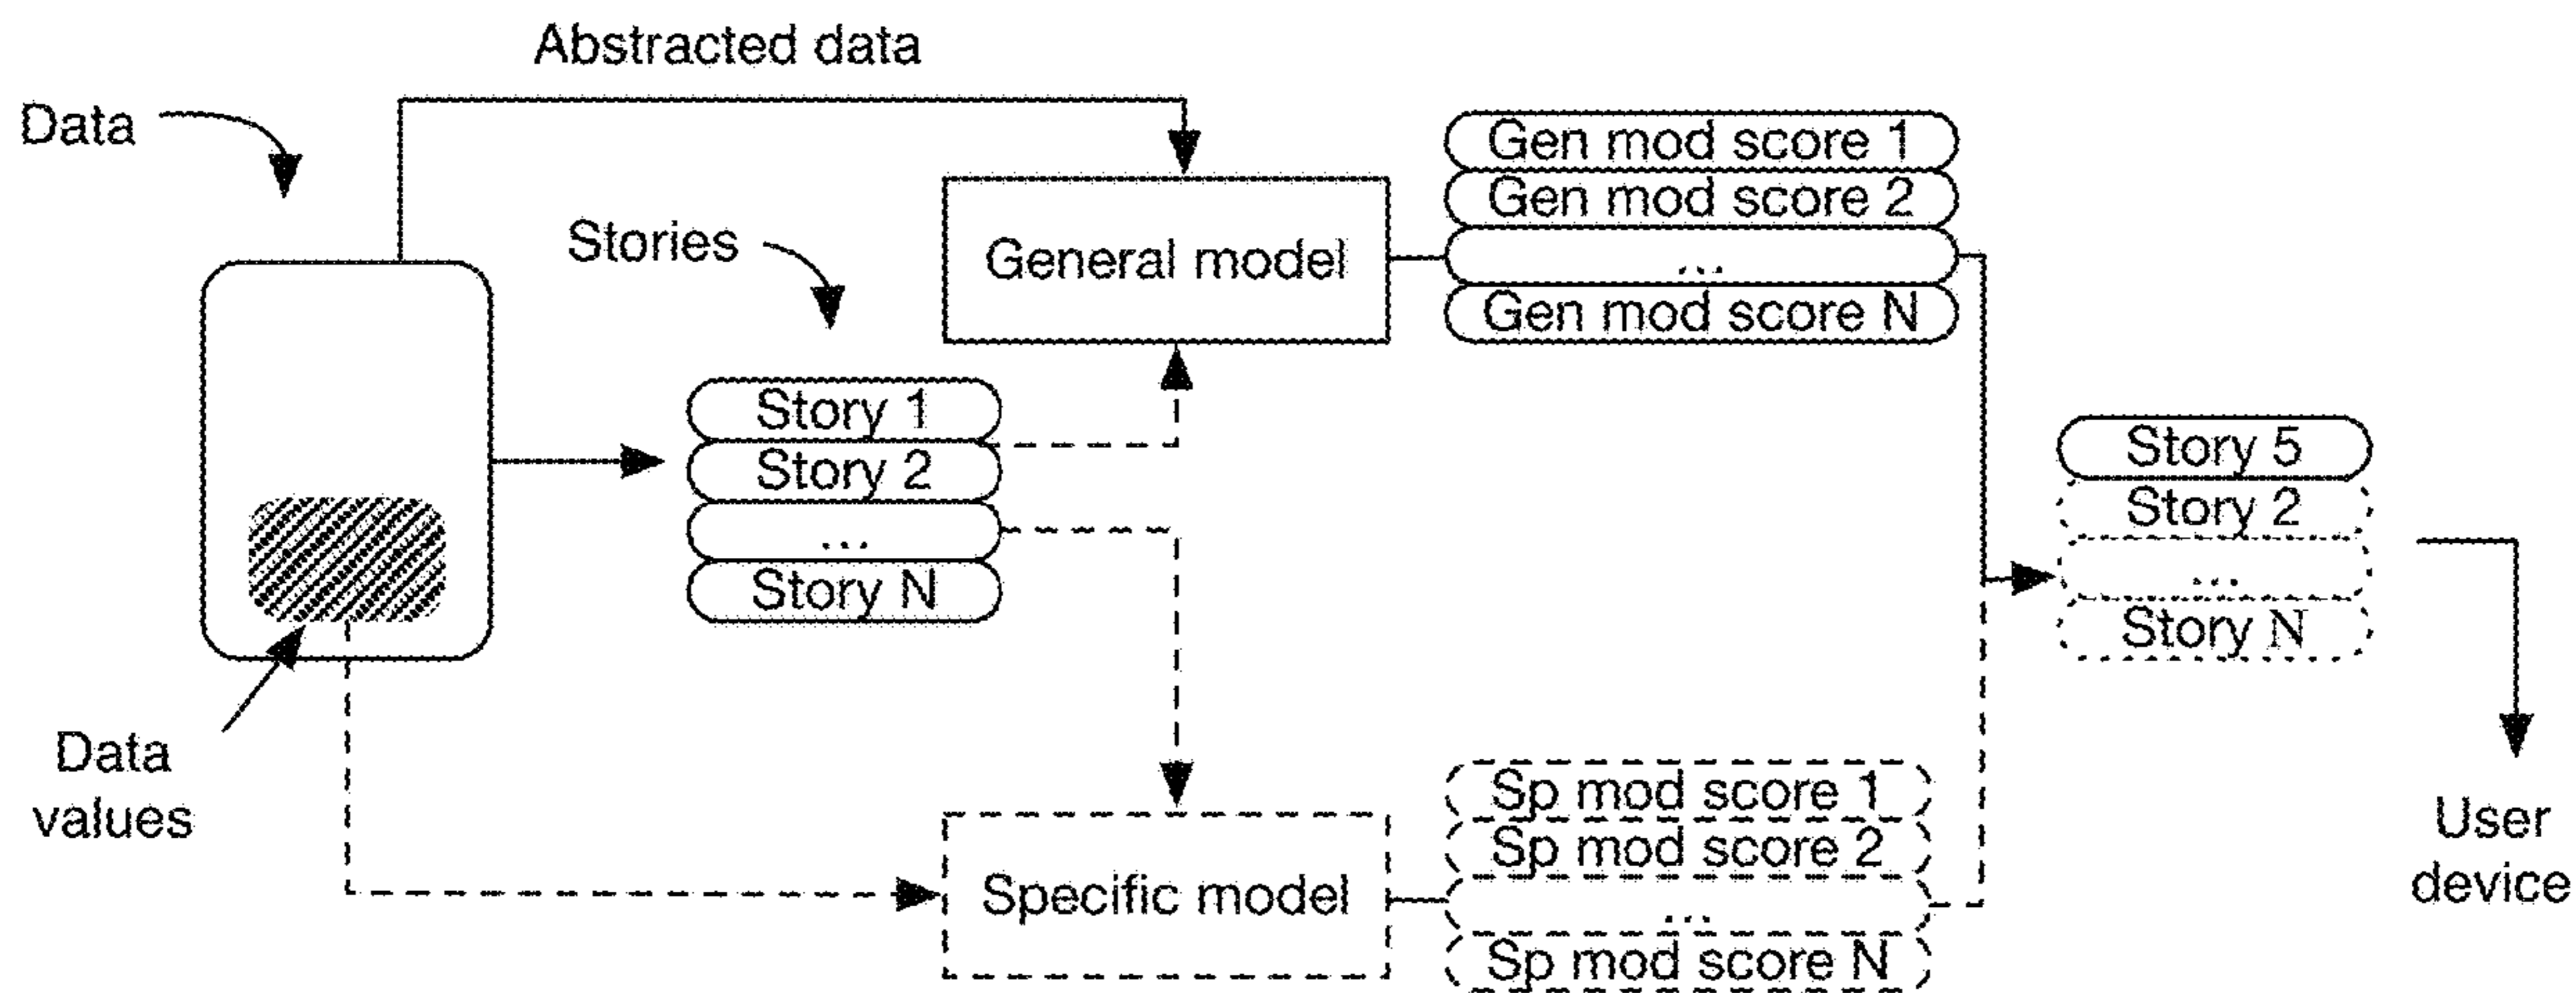 Abstracted data
Data
Stories
General model
Gen mod score 1
Gen mod score 2
...
Gen mod score N
Story 1
Story 2
...
Story N
Story 5
Story 2
...
Story N
Data
values
Specific model
Sp mod score 1
Sp mod score 2
...
Sp mod score N
User
device